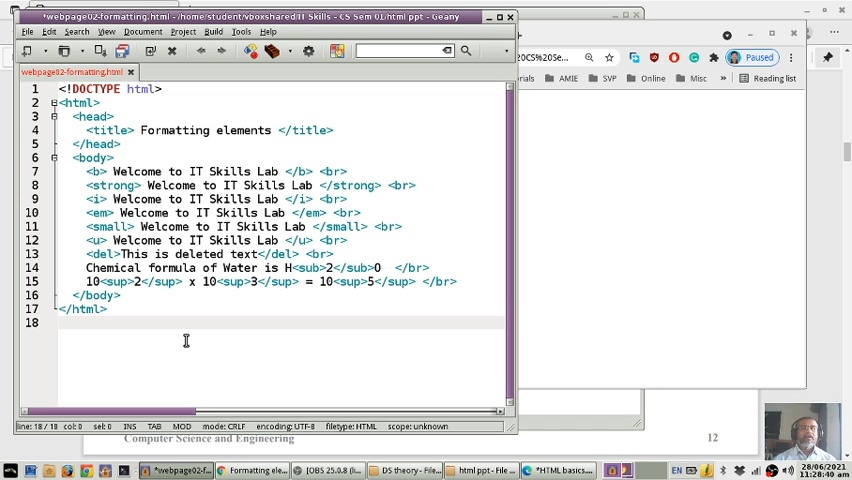 *webpage02-formatting.html - /home/student/vboxshared/IT Skills - CS Sem 01/html ppt - Geany
File Edit Search View Document Project Build Tools Help
webpage02-formatting.html
1 <!DOCTYPE html>
2 <html>
3 <head>
4 <title> Formatting elements </title>
5 </head>
6 <body>
7 <b> Welcome to IT Skills Lab </b> <br>
8 <strong> Welcome to IT Skills Lab </strong> <br>
9 <i> Welcome to IT Skills Lab </i> <br>
10 <em> Welcome to IT Skills Lab </em> <br>
11 <small> Welcome to IT Skills Lab </small> <br>
12 <u> Welcome to IT Skills Lab </u> <br>
13 <del>This is deleted text</del> <br>
14 Chemical formula of Water is H<sub>2</sub>O </br>
15 10<sup>2</sup> x 10<sup>3</sup> = 10<sup>5</sup> </br>
16 </body>
17 </html>
18
line: 18 / 18 col: 0 sel: 0 INS TAB MOD mode: CRLF encoding: UTF-8 filetype: HTML scope: unknown
20CS%20Se...
Paused
torials AMIE SVP Online Misc Reading list
Computer Science and Engineering 12
*webpage02-f... Formatting ele... [OBS 25.0.8 (li... DS theory - File... html ppt - File ... *HTML basics....
EN
28/06/2021
11:28:40 am